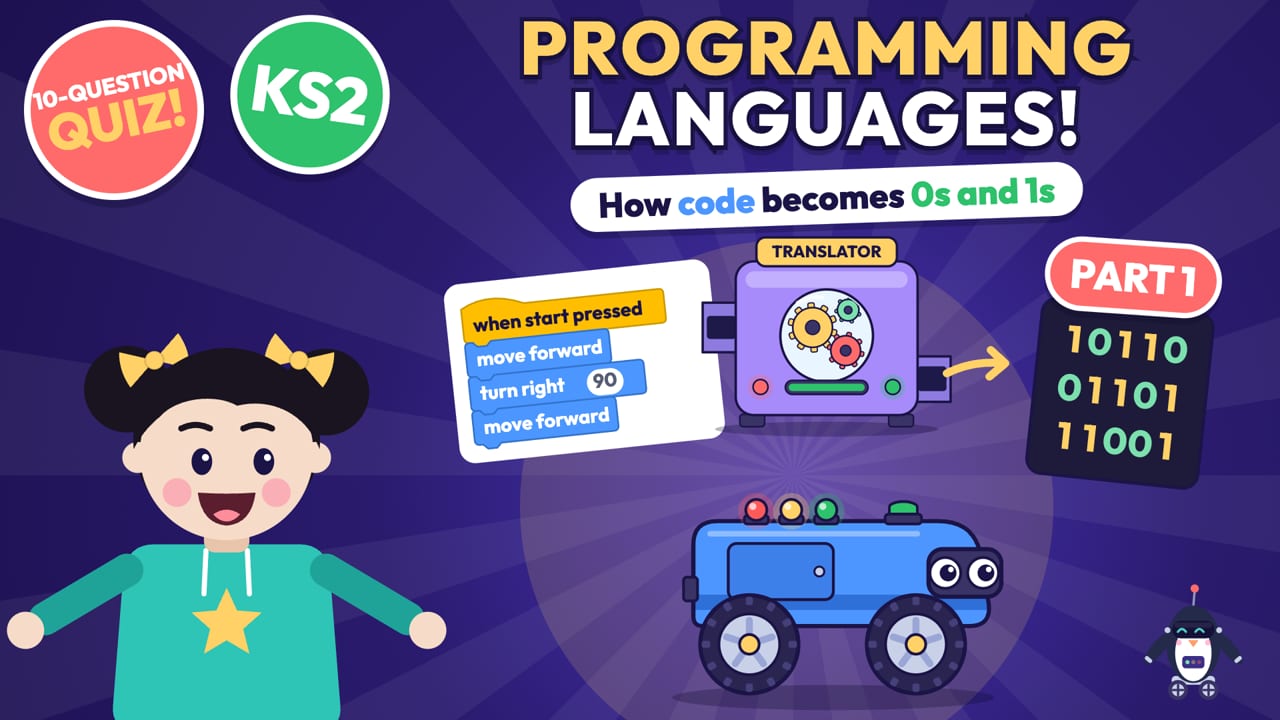 10-QUESTION
QUIZ!
KS2
PROGRAMMING
LANGUAGES!
How code becomes 0s and 1s
TRANSLATOR
when start pressed
move forward
turn right 90
move forward
PART 1
10110
01101
11001